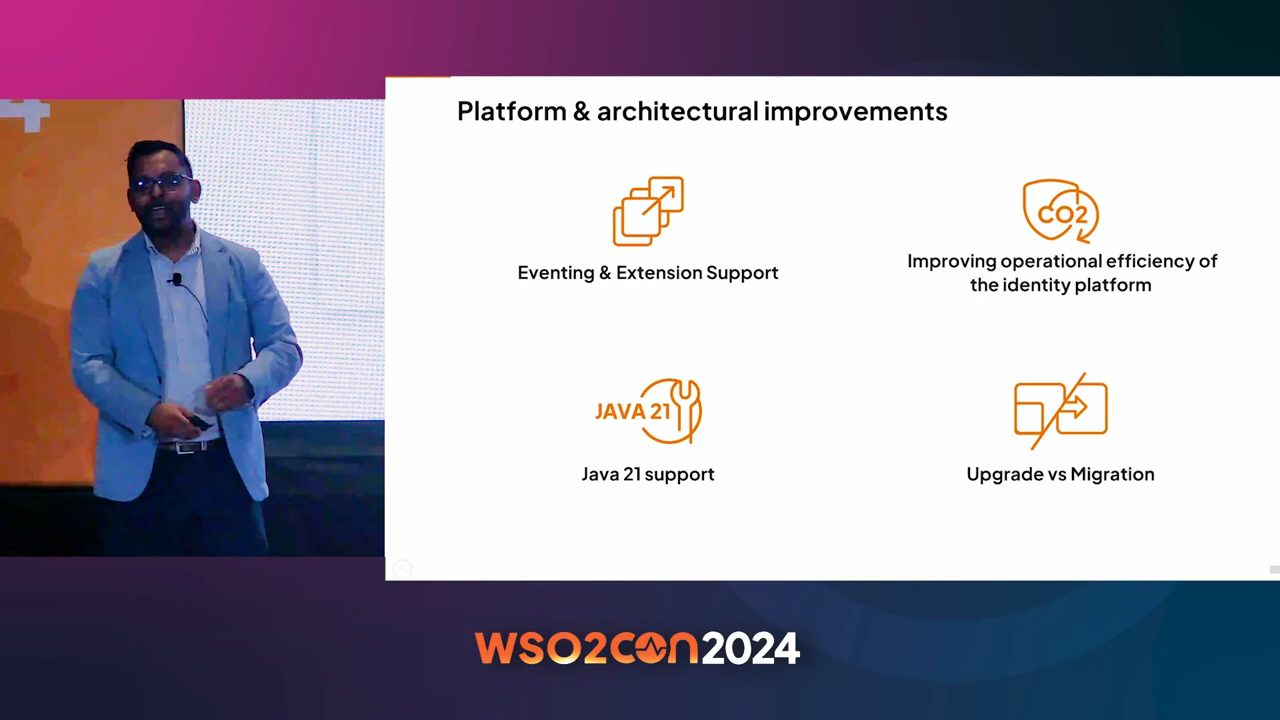 Platform & architectural improvements
CO2
Eventing & Extension Support
Improving operational efficiency of
the identity platform
JAVA 21
Java 21 support
Upgrade vs Migration
WSO2CON2024